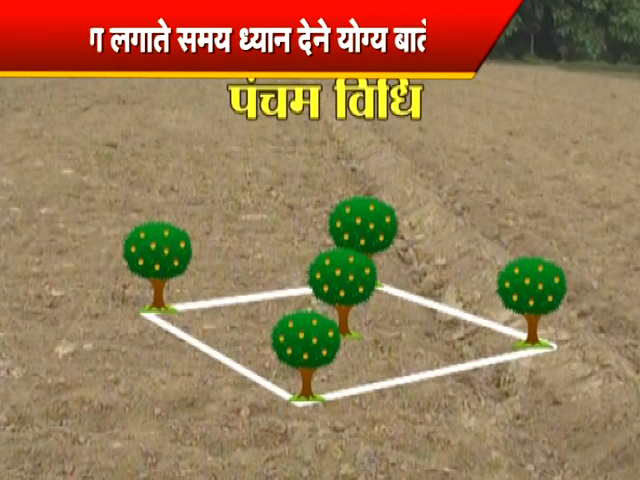 लगाते समय ध्यान देने योग्य बातें
पंचम विधि